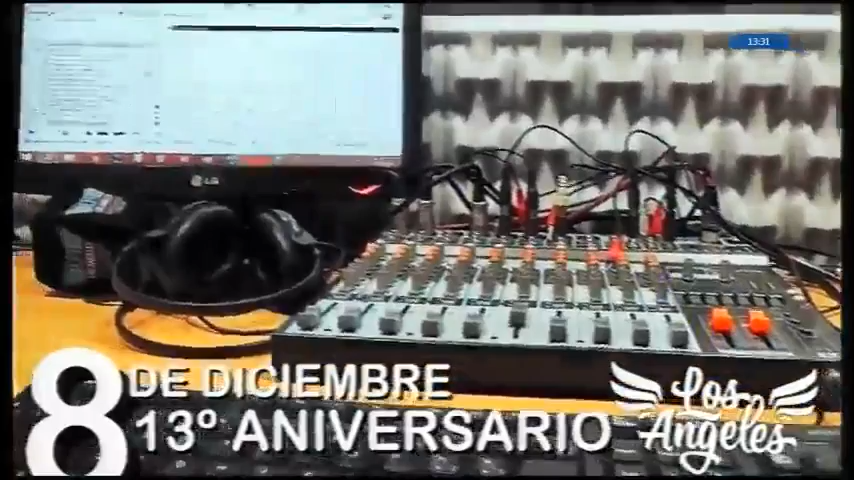 13:31
LG
8 DE DICIEMBRE
13º ANIVERSARIO
Los
Angeles